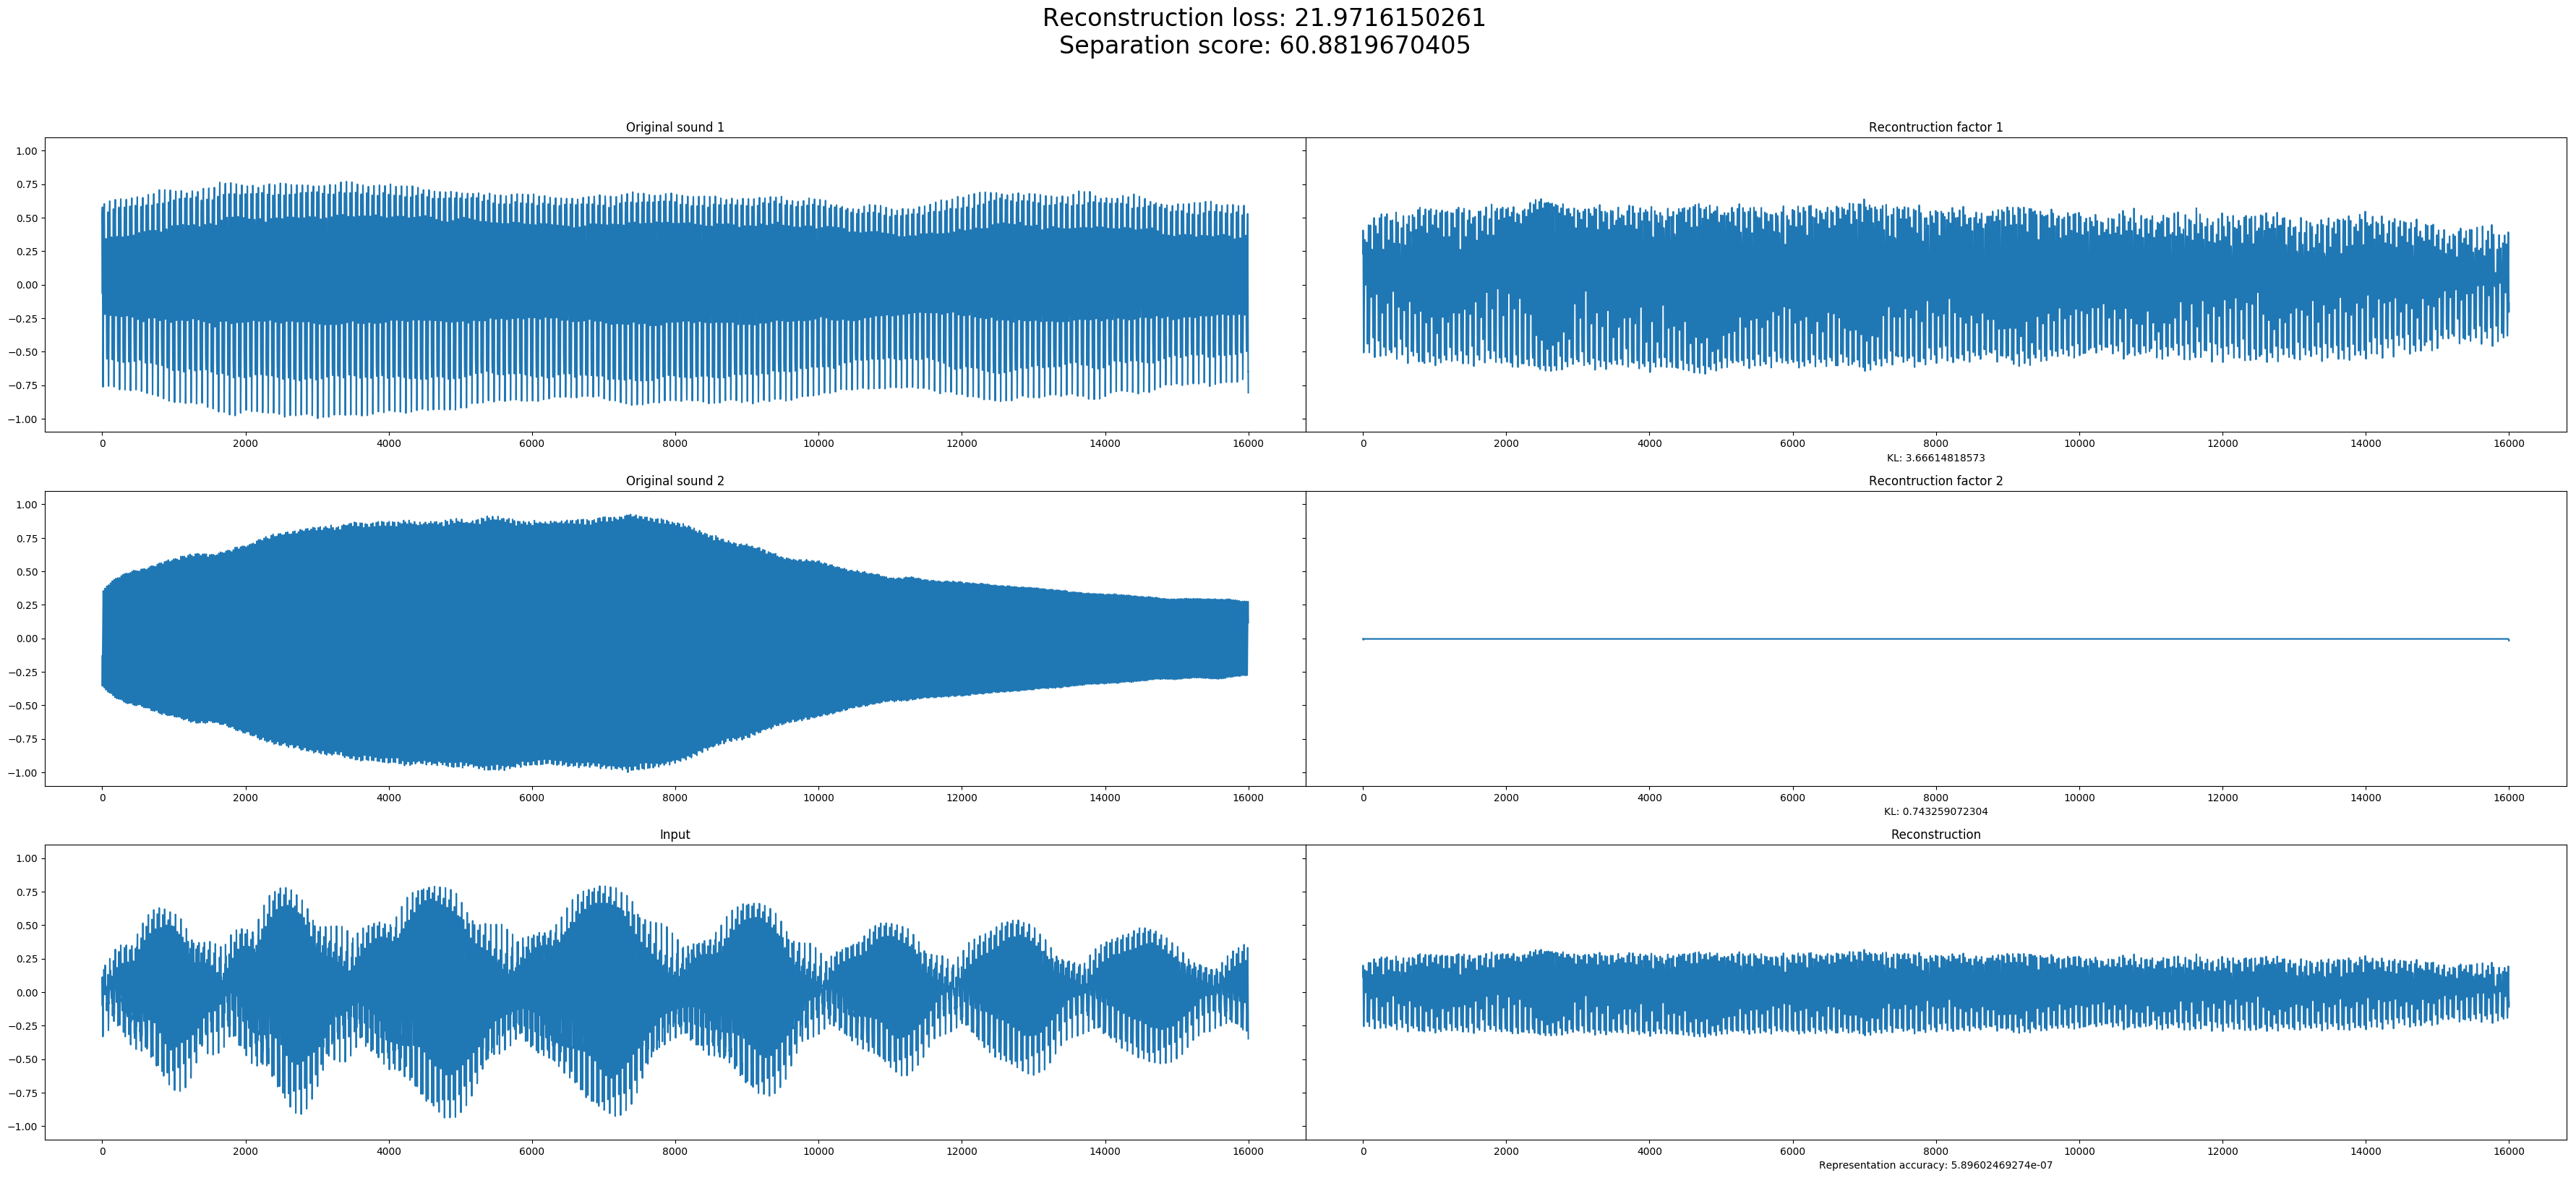 Reconstruction loss: 21.9716150261
Separation score: 60.8819670405
Original sound 1
Recontruction factor 1
1.00
0.75
0.50
0.25
0.00
−0.25
−0.50
−0.75
−1.00
0 2000 4000 6000 8000 10000 12000 14000 16000
0 2000 4000 6000 8000 10000 12000 14000 16000
KL: 3.66614818573
Original sound 2
Recontruction factor 2
1.00
0.75
0.50
0.25
0.00
−0.25
−0.50
−0.75
−1.00
0 2000 4000 6000 8000 10000 12000 14000 16000
0 2000 4000 6000 8000 10000 12000 14000 16000
KL: 0.743259072304
Input
Reconstruction
1.00
0.75
0.50
0.25
0.00
−0.25
−0.50
−0.75
−1.00
0 2000 4000 6000 8000 10000 12000 14000 16000
0 2000 4000 6000 8000 10000 12000 14000 16000
Representation accuracy: 5.89602469274e-07